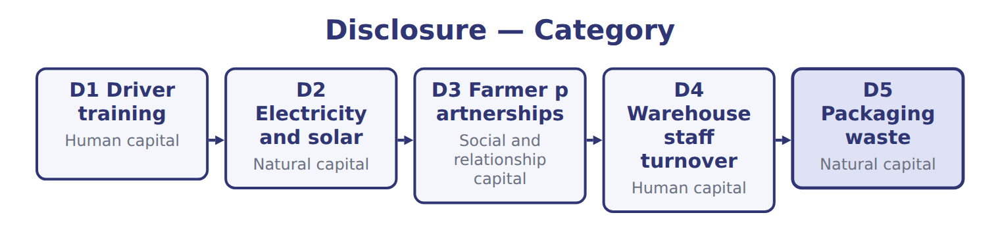 Disclosure — Category
D1 Driver
training
Human capital
D2
Electricity
and solar
Natural capital
D3 Farmer p
artnerships
Social and
relationship
capital
D4
Warehouse
staff
turnover
Human capital
D5
Packaging
waste
Natural capital